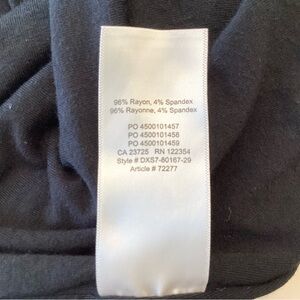 96% Rayon, 4% Spandex
96% Rayonne, 4% Spandex
PO 4500101457
PO 4500101458
PO 4500101459
CA 23725 RN 122354
Style # DXS7-80167-29
Article # 72277